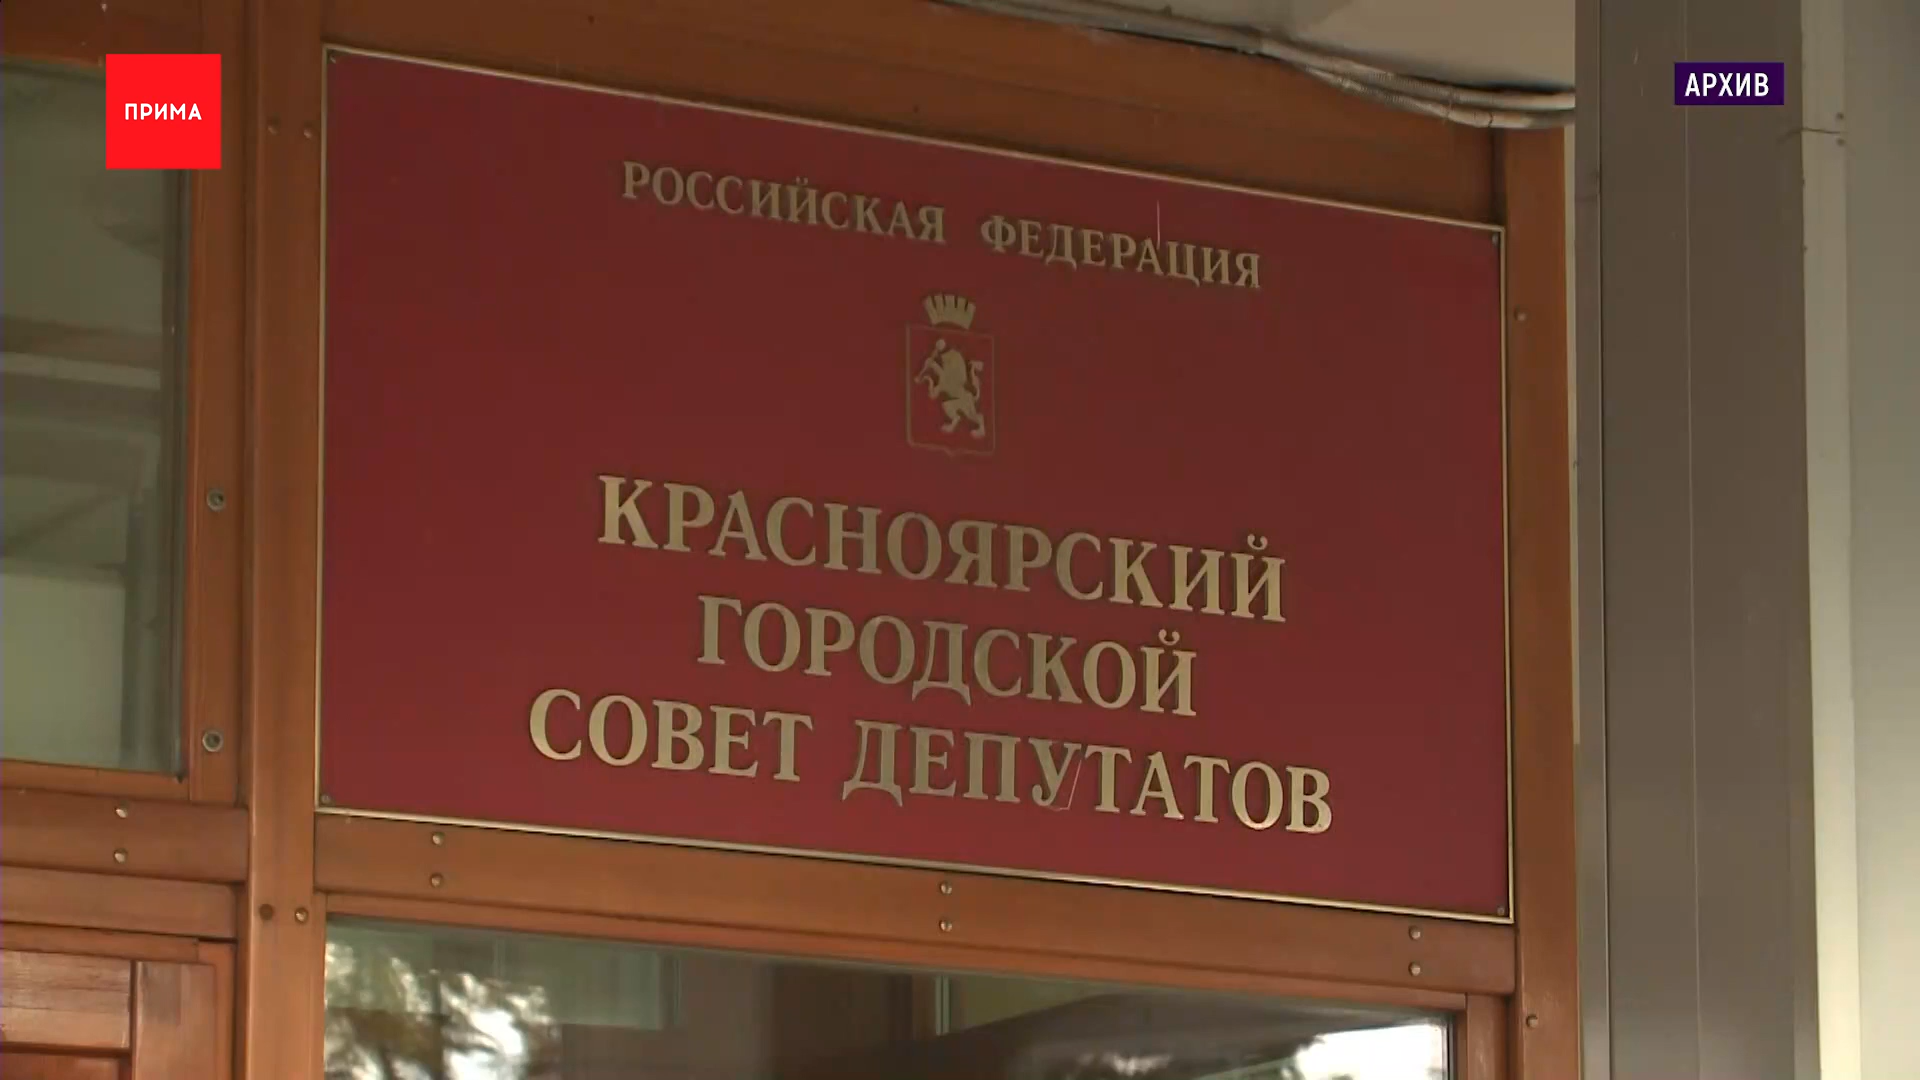 ПРИМА
АРХИВ
РОССИЙСКАЯ ФЕДЕРАЦИЯ
КРАСНОЯРСКИЙ
ГОРОДСКОЙ
СОВЕТ ДЕПУТАТОВ